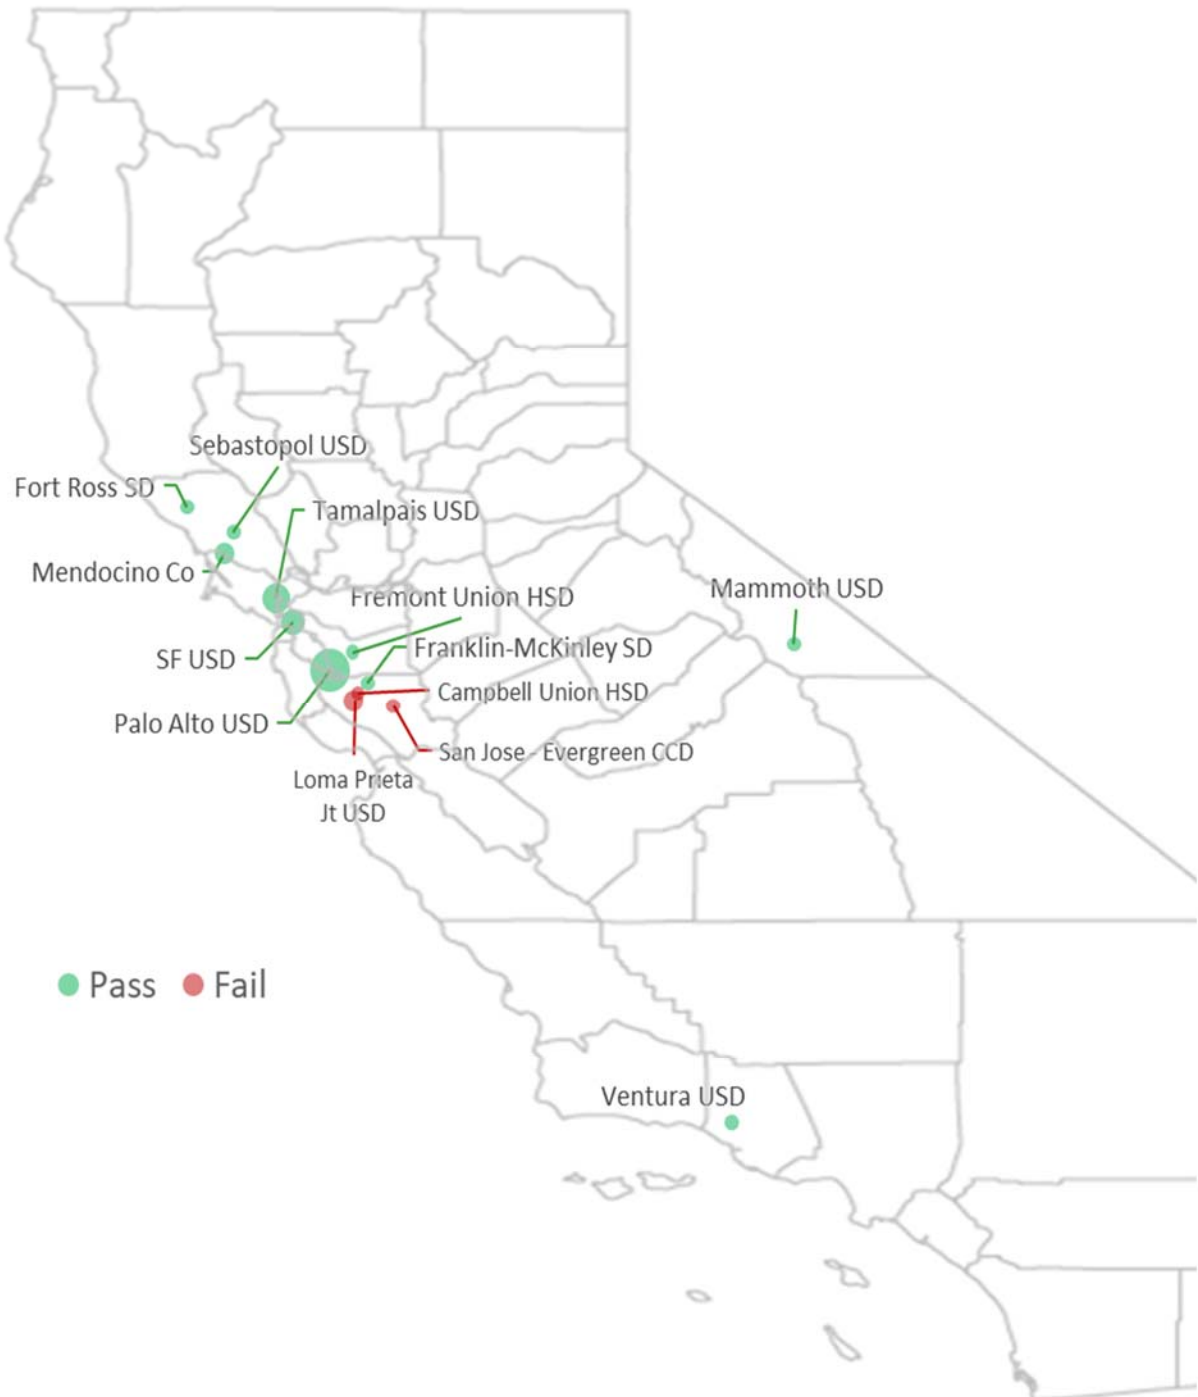 Sebastopol USD
Fort Ross SD
Tamalpais USD
Mendocino Co
Mammoth USD
Fremont Union HSD
Franklin-McKinley SD
SF USD
Campbell Union HSD
Palo Alto USD
San Jose - Evergreen CCD
Loma Prieta
Jt USD
Pass
Fail
Ventura USD